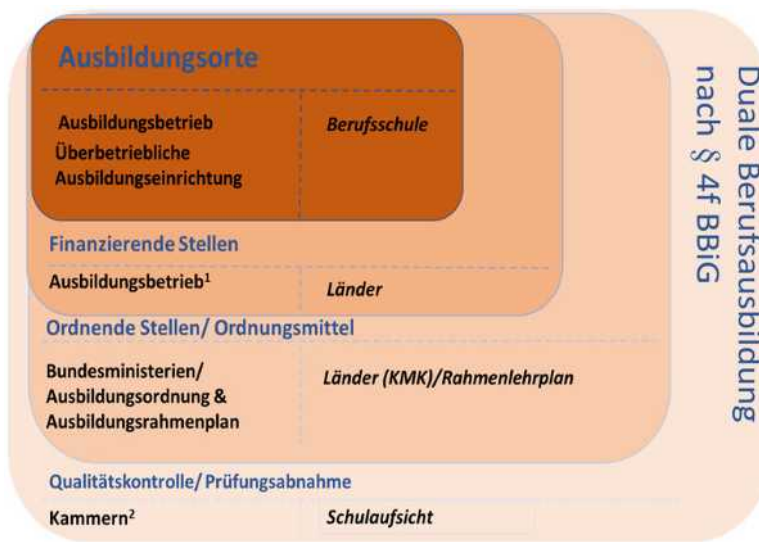 Ausbildungsorte
Ausbildungsbetrieb
Überbetriebliche
Ausbildungseinrichtung
Berufsschule
Finanzierende Stellen
Ausbildungsbetrieb¹
Länder
Ordnende Stellen/ Ordnungsmittel
Bundesministerien/
Ausbildungsordnung &
Ausbildungsrahmenplan
Länder (KMK)/Rahmenlehrplan
Qualitätskontrolle/ Prüfungsabnahme
Kammern²
Schulaufsicht
Duale Berufsausbildung
nach § 4f BBiG